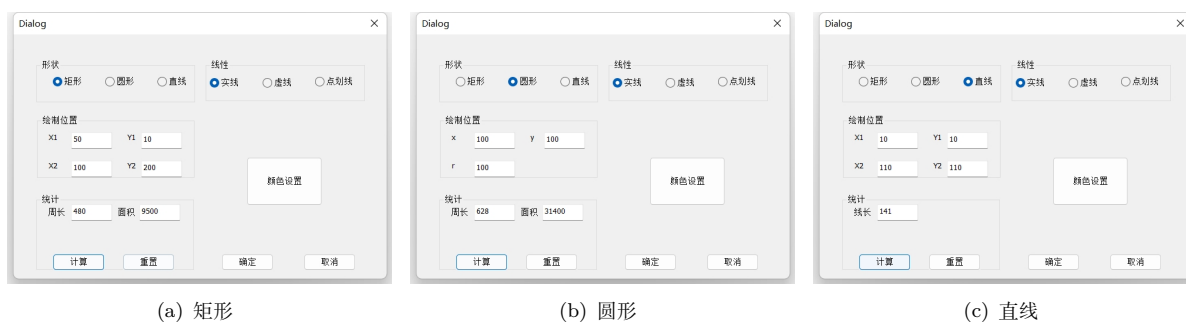 Dialog
形状
矩形 圆形 直线
线性
实线 虚线 点划线
绘制位置
X1 50 Y1 10
X2 100 Y2 200
颜色设置
统计
周长 480 面积 9500
计算 重置 确定 取消
(a) 矩形
Dialog
形状
矩形 圆形 直线
线性
实线 虚线 点划线
绘制位置
x 100 y 100
r 100
颜色设置
统计
周长 628 面积 31400
计算 重置 确定 取消
(b) 圆形
Dialog
形状
矩形 圆形 直线
线性
实线 虚线 点划线
绘制位置
X1 10 Y1 10
X2 110 Y2 110
颜色设置
统计
线长 141
计算 重置 确定 取消
(c) 直线